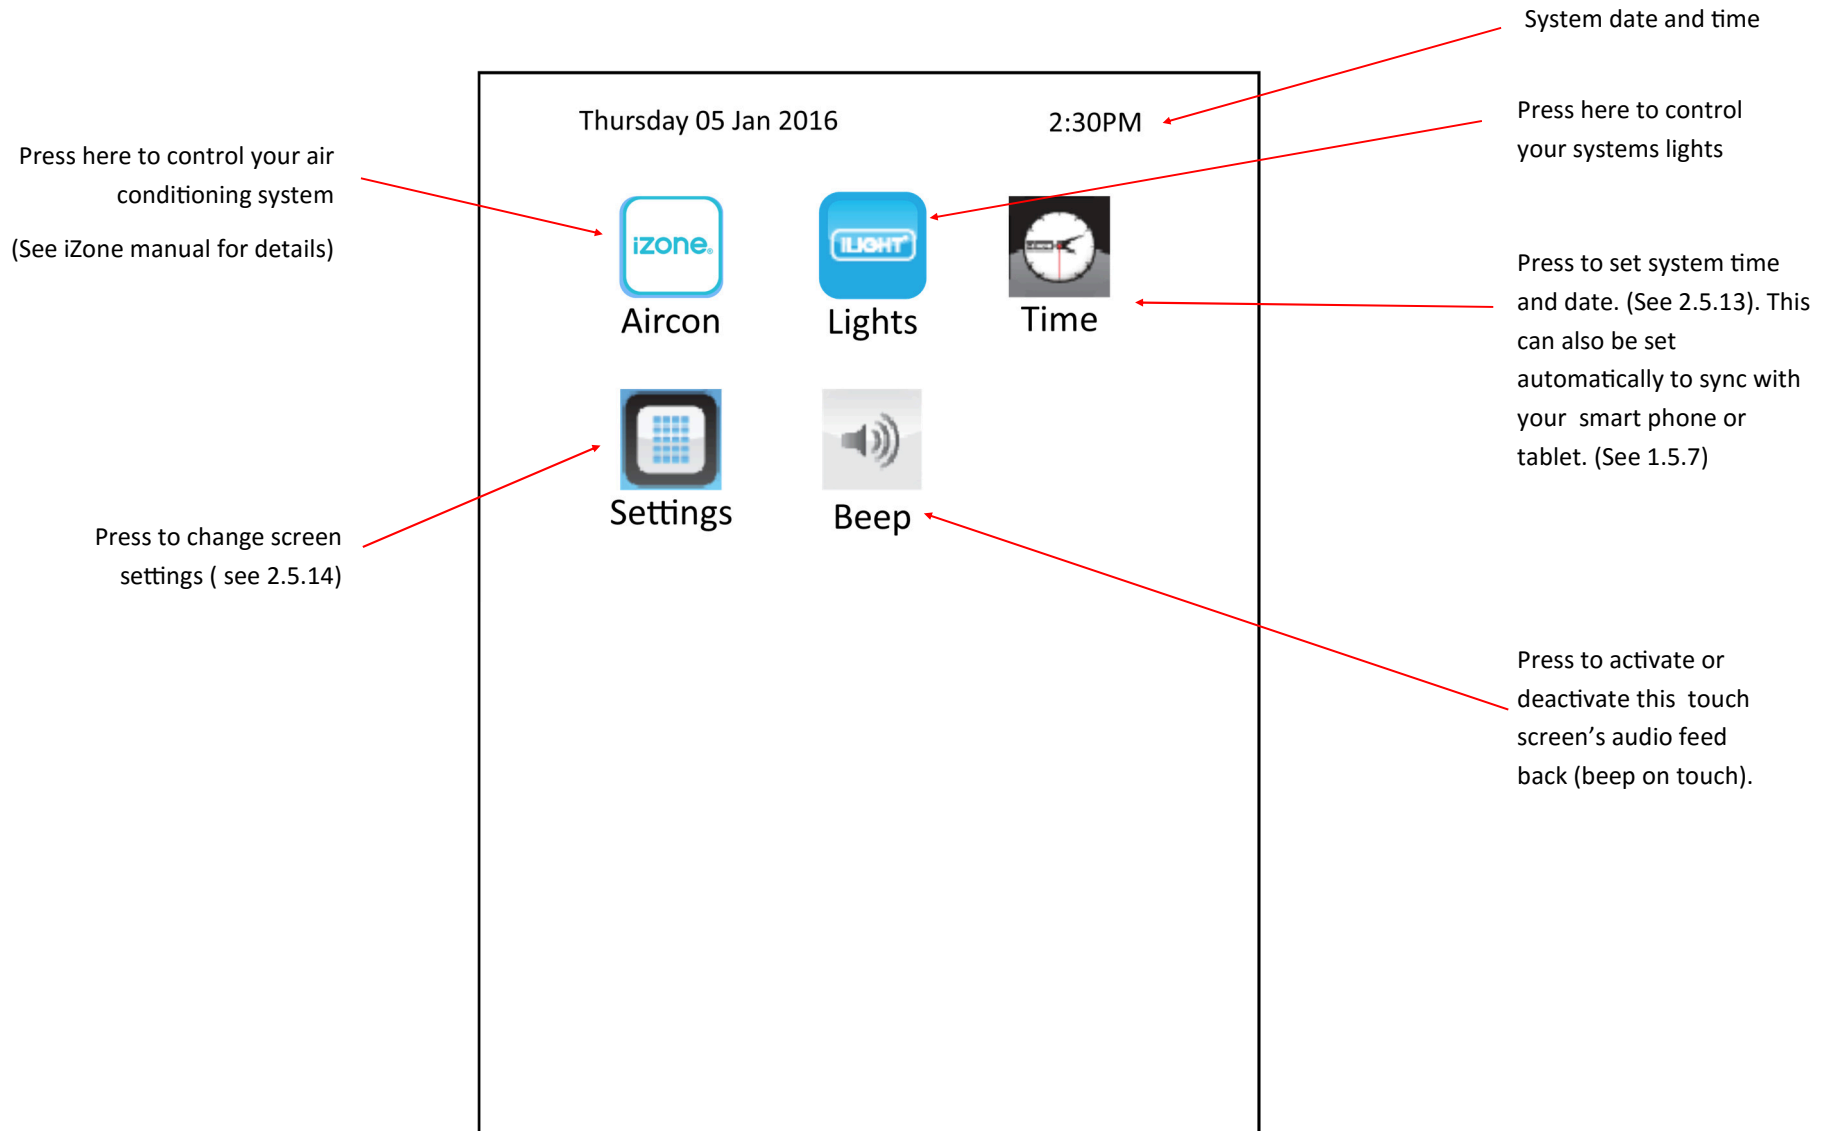 System date and time
Thursday 05 Jan 2016
2:30PM
Press here to control
your systems lights
Press here to control your air
conditioning system
(See iZone manual for details)
izone®
ILIGHT®
Aircon
Lights
Time
Press to set system time
and date. (See 2.5.13). This
can also be set
automatically to sync with
your  smart phone or
tablet. (See 1.5.7)
Settings
Beep
Press to change screen
settings ( see 2.5.14)
Press to activate or
deactivate this  touch
screen’s audio feed
back (beep on touch).